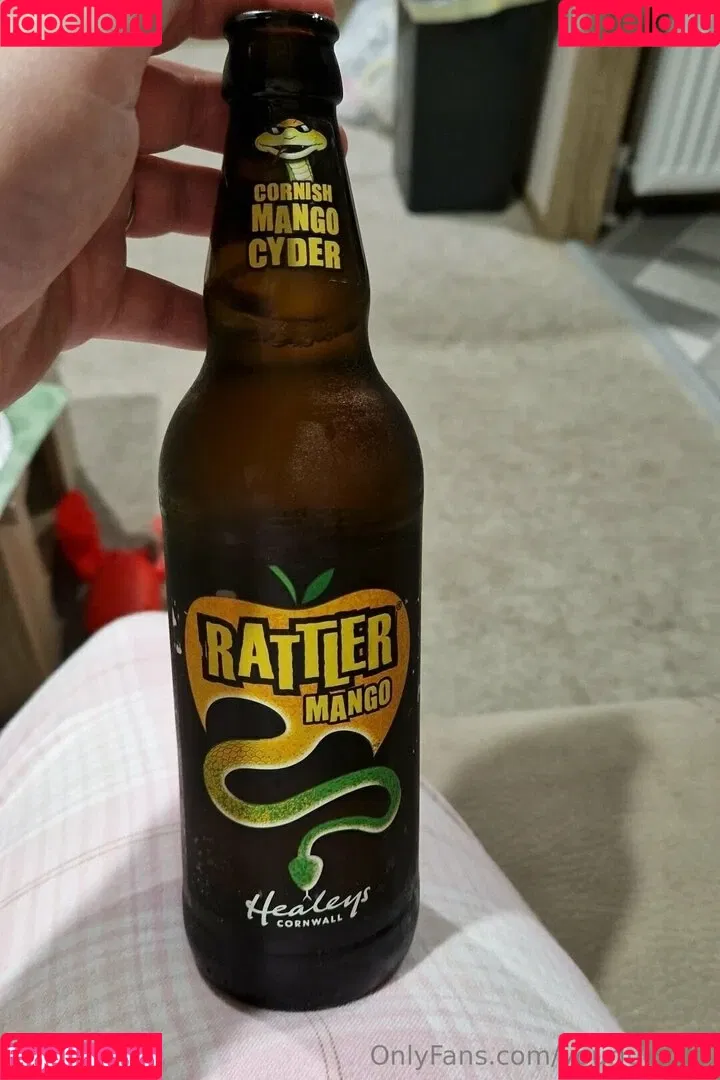 fapello.ru
fapello.ru
CORNISH
MANGO
CYDER
RATTLER
MANGO
Healeys
CORNWALL
fapello.ru
OnlyFans.com/
fapello.ru